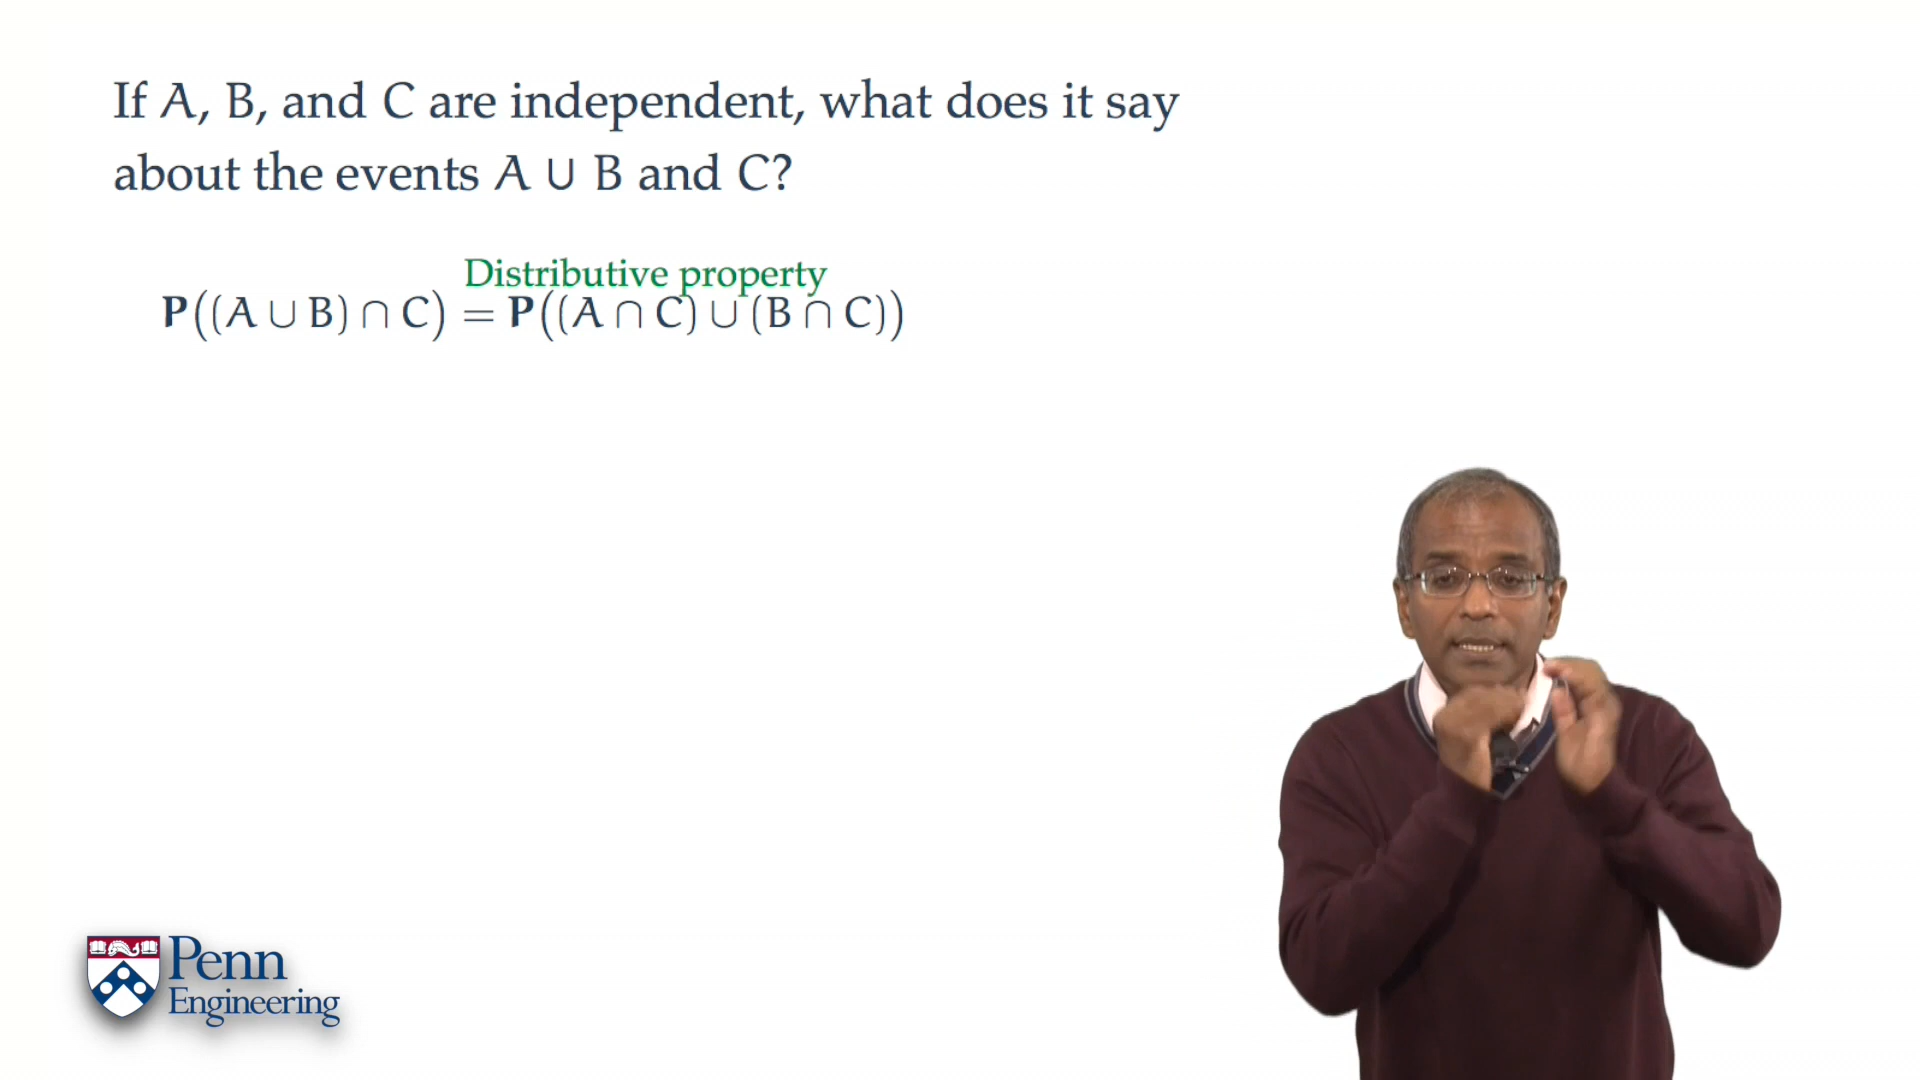 If A, B, and C are independent, what does it say
about the events A ∪ B and C?
Distributive property
P((A ∪ B) ∩ C) = P((A ∩ C) ∪ (B ∩ C))
Penn
Engineering